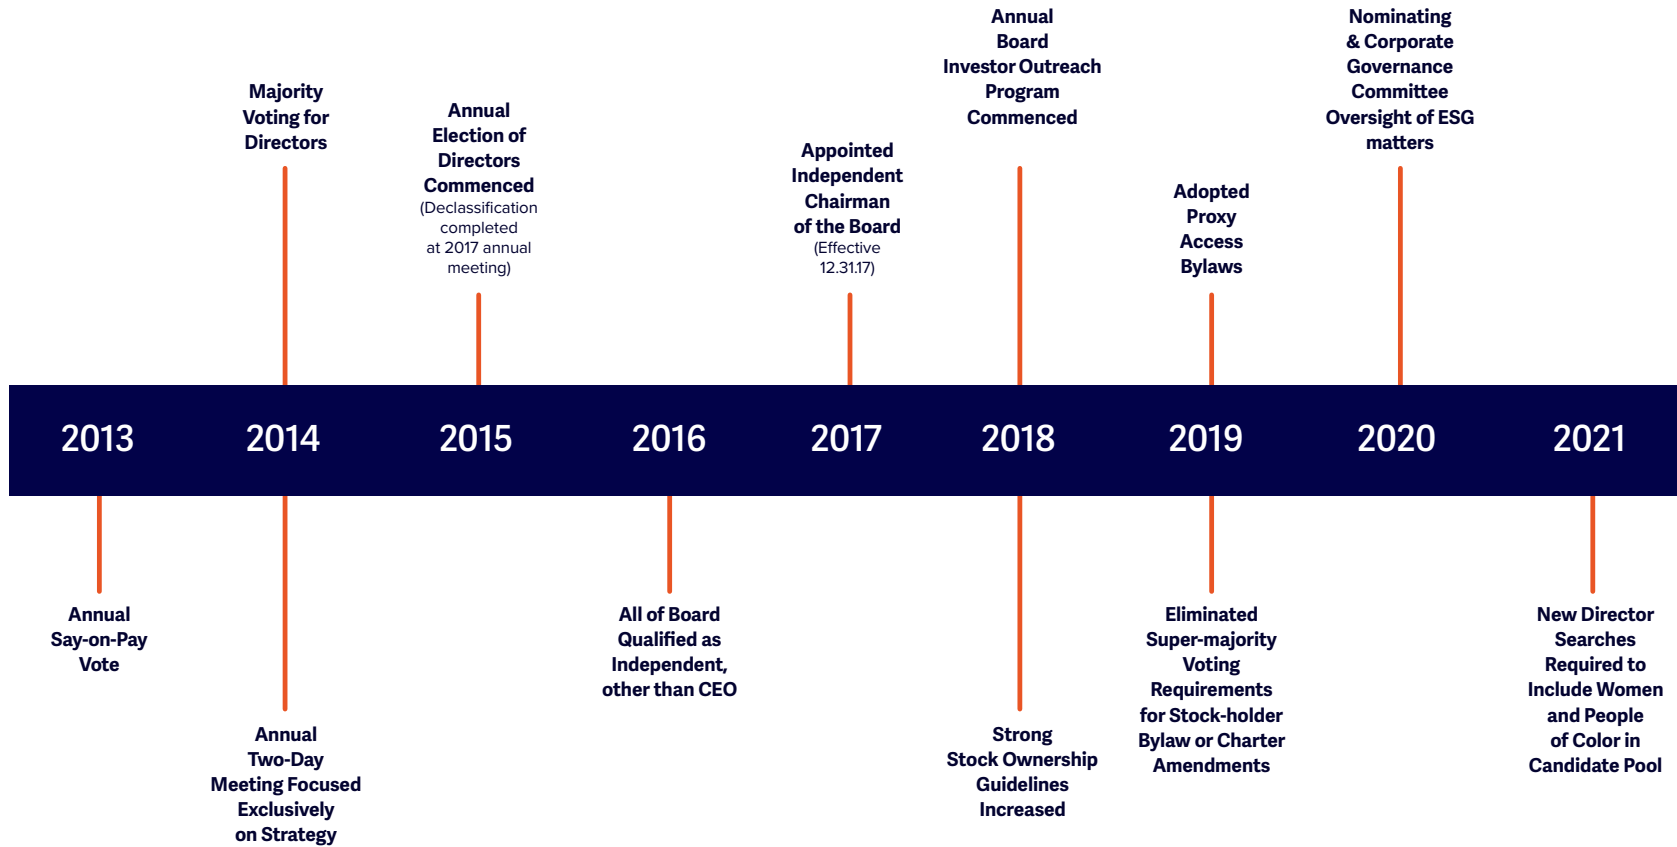 Majority
Voting for
Directors
Annual
Election of
Directors
Commenced
(Declassification
completed
at 2017 annual
meeting)
Appointed
Independent
Chairman
of the Board
(Effective
12.31.17)
Annual
Board
Investor Outreach
Program
Commenced
Adopted
Proxy
Access
Bylaws
Nominating
& Corporate
Governance
Committee
Oversight of ESG
matters
2013
2014
2015
2016
2017
2018
2019
2020
2021
Annual
Say-on-Pay
Vote
Annual
Two-Day
Meeting Focused
Exclusively
on Strategy
All of Board
Qualified as
Independent,
other than CEO
Strong
Stock Ownership
Guidelines
Increased
Eliminated
Super-majority
Voting
Requirements
for Stock-holder
Bylaw or Charter
Amendments
New Director
Searches
Required to
Include Women
and People
of Color in
Candidate Pool